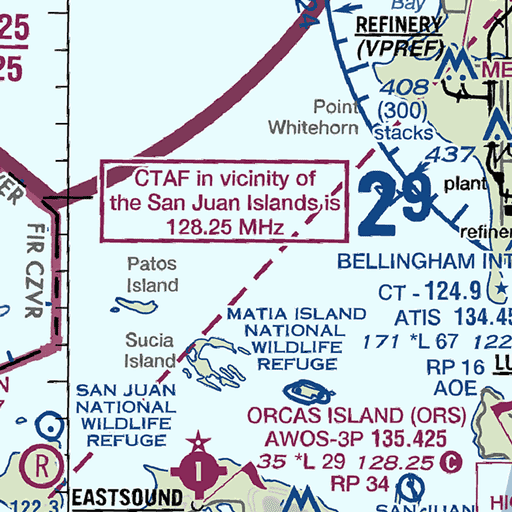 Bay
24
25
25
REFINERY
(VPREF)
ME
408
(300)
stacks
Point
Whitehorn
437
plant
CTAF in vicinity of
the San Juan Islands is
128.25 MHz
2⁹
refiner
FIR CZVR
BELLINGHAM INT
CT - 124.9
ATIS 134.45
171 *L 67 122
RP 16
AOE
LU
Patos
Island
MATIA ISLAND
NATIONAL
WILDLIFE
REFUGE
Sucia
Island
SAN JUAN
NATIONAL
WILDLIFE
REFUGE
N
ORCAS ISLAND (ORS)
AWOS-3P 135.425
35 *L 29 128.25 C
RP 34
R
122.3
EASTSOUND
SAN JUAN
HIG